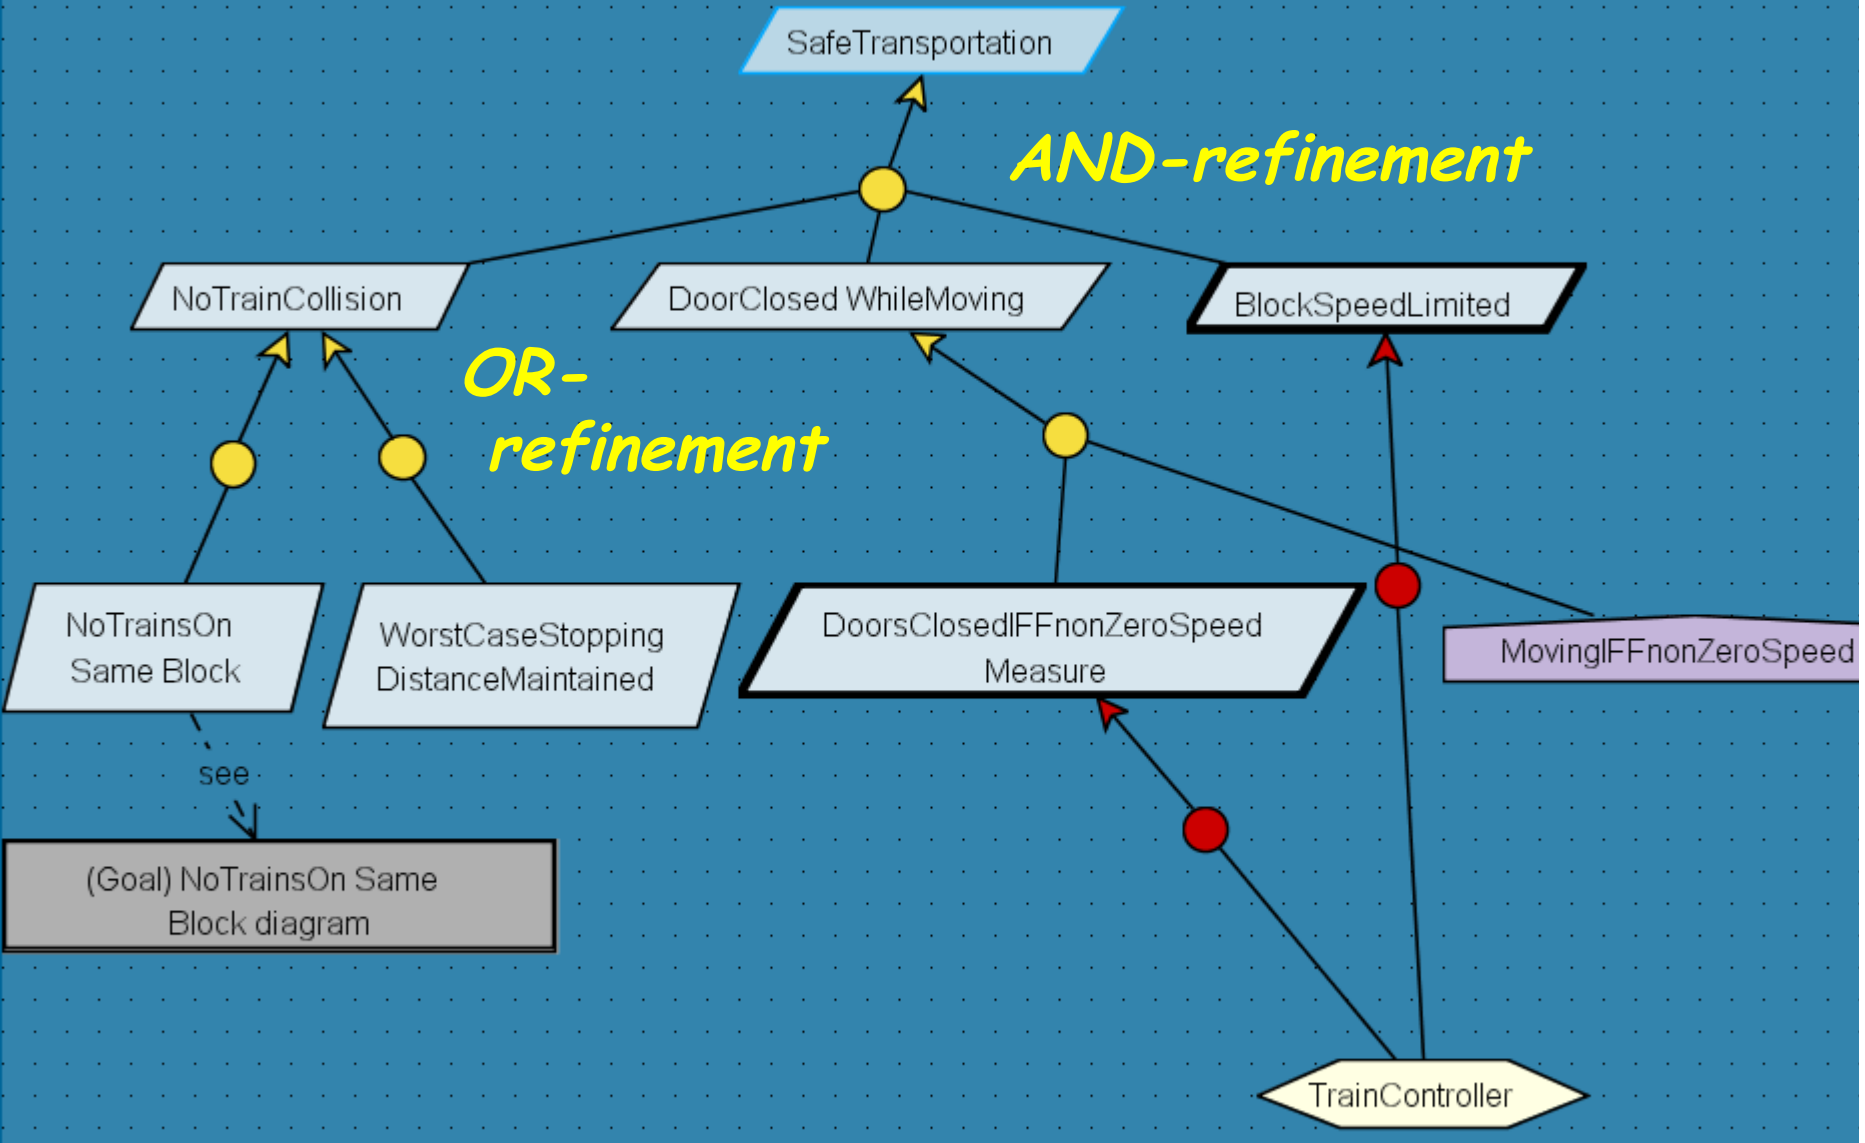 SafeTransportation
AND-refinement
NoTrainCollision
DoorClosed WhileMoving
BlockSpeedLimited
OR-
refinement
NoTrainsOn
Same Block
WorstCaseStopping
DistanceMaintained
DoorsClosedIFFnonZeroSpeed
Measure
MovingIFFnonZeroSpeed
see
(Goal) NoTrainsOn Same
Block diagram
TrainController